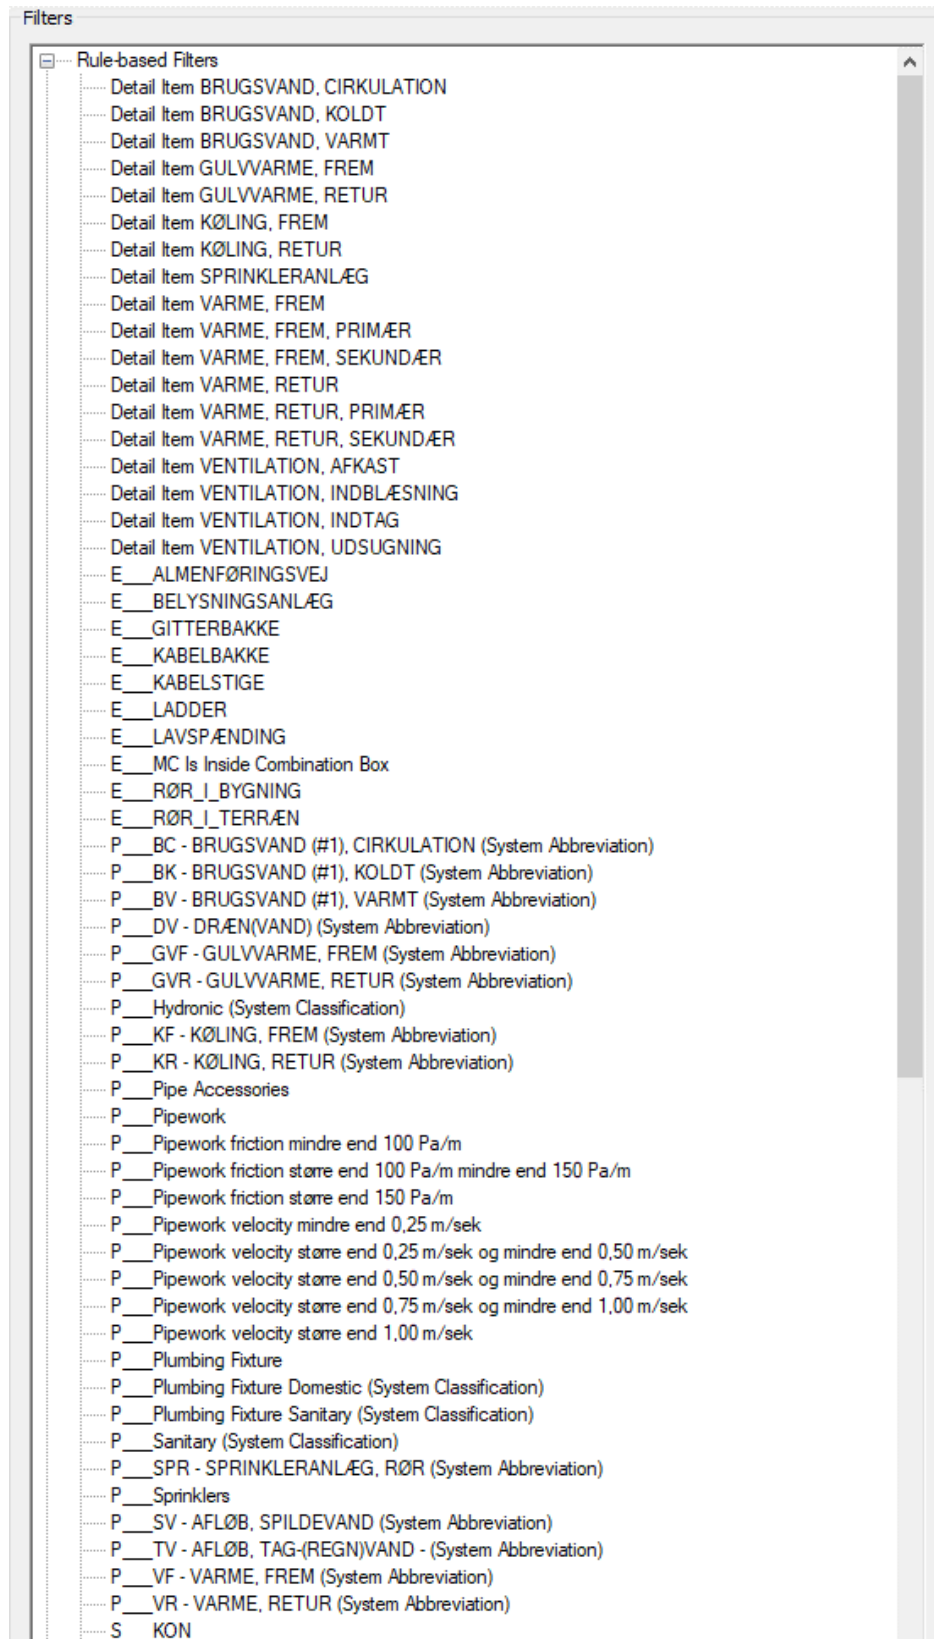 Filters
Rule-based Filters
Detail Item BRUGSVAND, CIRKULATION
Detail Item BRUGSVAND, KOLDT
Detail Item BRUGSVAND, VARMT
Detail Item GULVVARME, FREM
Detail Item GULVVARME, RETUR
Detail Item KØLING, FREM
Detail Item KØLING, RETUR
Detail Item SPRINKLERANLÆG
Detail Item VARME, FREM
Detail Item VARME, FREM, PRIMÆR
Detail Item VARME, FREM, SEKUNDÆR
Detail Item VARME, RETUR
Detail Item VARME, RETUR, PRIMÆR
Detail Item VARME, RETUR, SEKUNDÆR
Detail Item VENTILATION, AFKAST
Detail Item VENTILATION, INDBLÆSNING
Detail Item VENTILATION, INDTAG
Detail Item VENTILATION, UDSUGNING
E___ALMENFØRINGSVEJ
E___BELYSNINGSANLÆG
E___GITTERBAKKE
E___KABELBAKKE
E___KABELSTIGE
E___LADDER
E___LAVSPÆNDING
E___MC Is Inside Combination Box
E___RØR_I_BYGNING
E___RØR_I_TERRÆN
P___BC - BRUGSVAND (#1), CIRKULATION (System Abbreviation)
P___BK - BRUGSVAND (#1), KOLDT (System Abbreviation)
P___BV - BRUGSVAND (#1), VARMT (System Abbreviation)
P___DV - DRÆN(VAND) (System Abbreviation)
P___GVF - GULVVARME, FREM (System Abbreviation)
P___GVR - GULVVARME, RETUR (System Abbreviation)
P___Hydronic (System Classification)
P___KF - KØLING, FREM (System Abbreviation)
P___KR - KØLING, RETUR (System Abbreviation)
P___Pipe Accessories
P___Pipework
P___Pipework friction mindre end 100 Pa/m
P___Pipework friction større end 100 Pa/m mindre end 150 Pa/m
P___Pipework friction større end 150 Pa/m
P___Pipework velocity mindre end 0,25 m/sek
P___Pipework velocity større end 0,25 m/sek og mindre end 0,50 m/sek
P___Pipework velocity større end 0,50 m/sek og mindre end 0,75 m/sek
P___Pipework velocity større end 0,75 m/sek og mindre end 1,00 m/sek
P___Pipework velocity større end 1,00 m/sek
P___Plumbing Fixture
P___Plumbing Fixture Domestic (System Classification)
P___Plumbing Fixture Sanitary (System Classification)
P___Sanitary (System Classification)
P___SPR - SPRINKLERANLÆG, RØR (System Abbreviation)
P___Sprinklers
P___SV - AFLØB, SPILDEVAND (System Abbreviation)
P___TV - AFLØB, TAG-(REGN)VAND - (System Abbreviation)
P___VF - VARME, FREM (System Abbreviation)
P___VR - VARME, RETUR (System Abbreviation)
S   KON